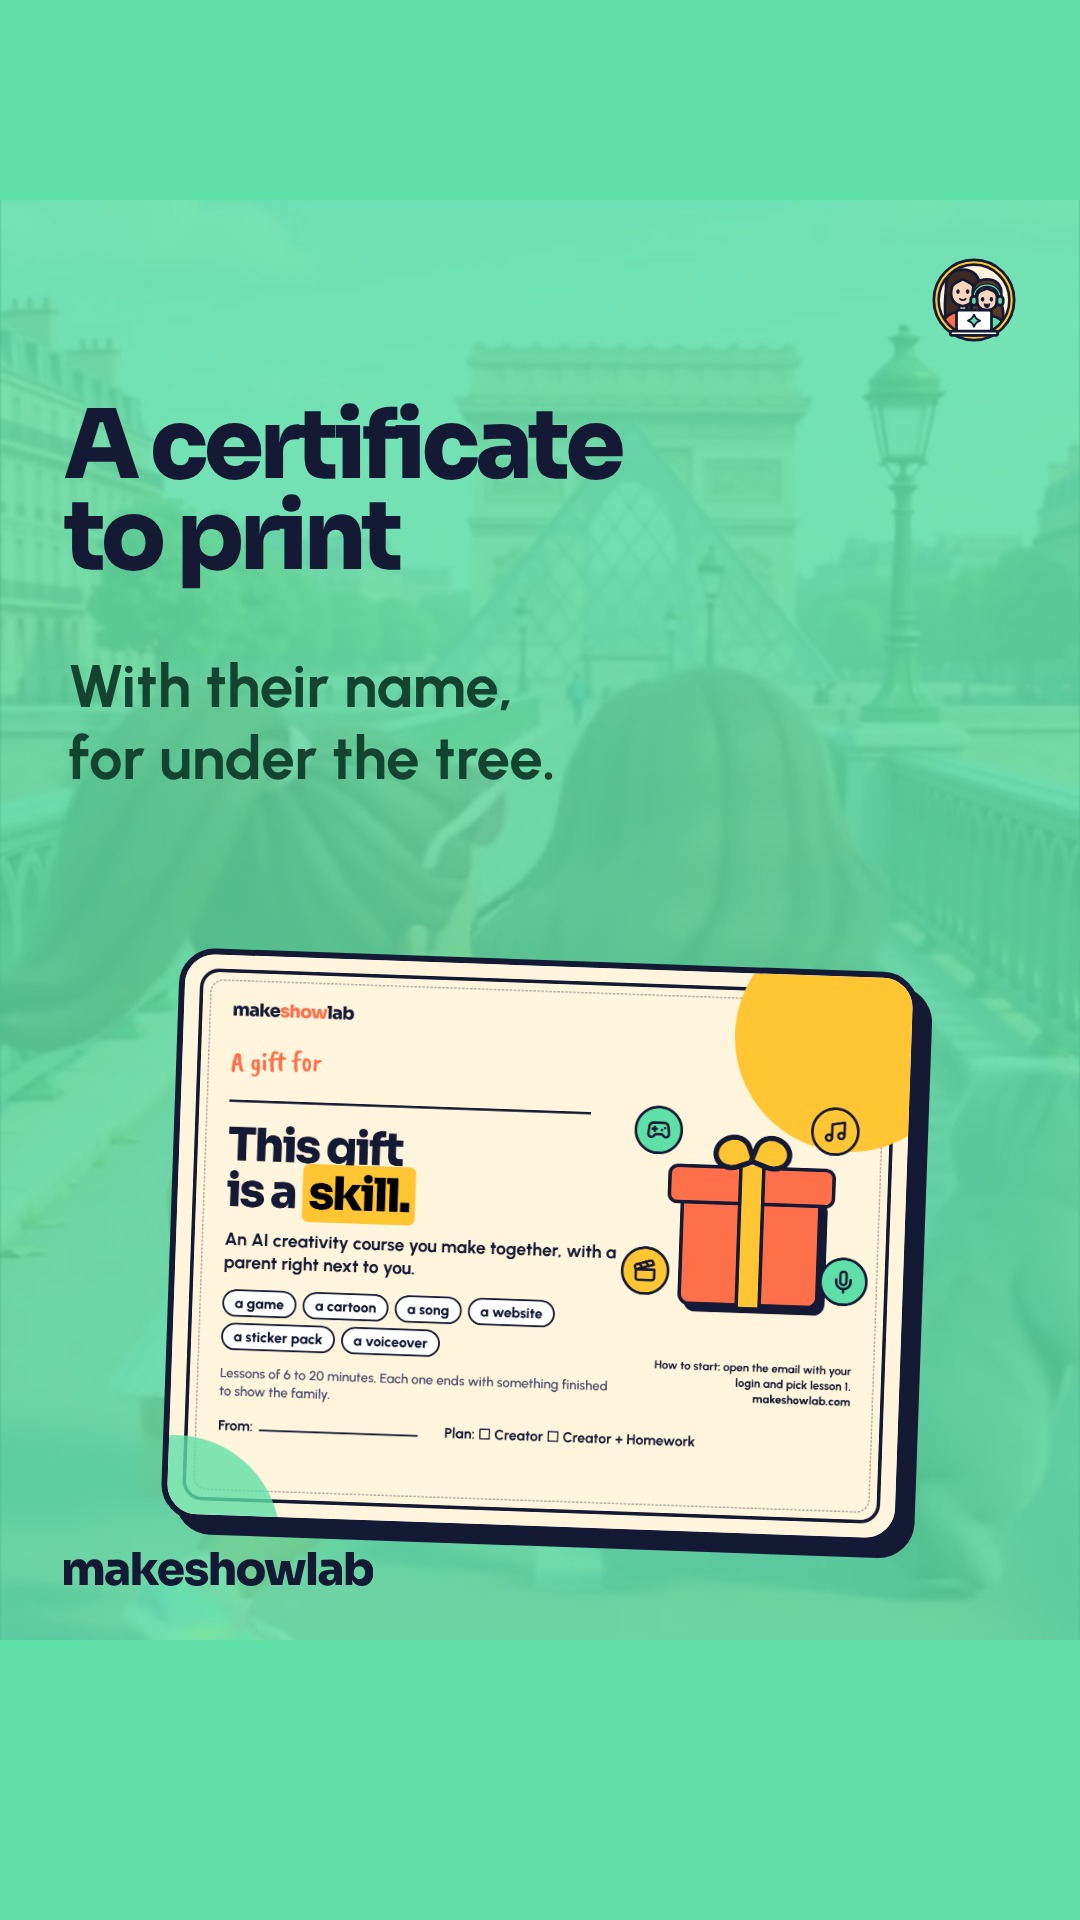 A certificate
to print
With their name,
for under the tree.
makeshowlab
A gift for
This gift
is a skill.
An AI creativity course you make together, with a
parent right next to you.
a game
a cartoon
a song
a website
a sticker pack
a voiceover
Lessons of 6 to 20 minutes. Each one ends with something finished
to show the family.
How to start: open the email with your
login and pick lesson 1.
makeshowlab.com
From:
Plan: ☐ Creator ☐ Creator + Homework
makeshowlab